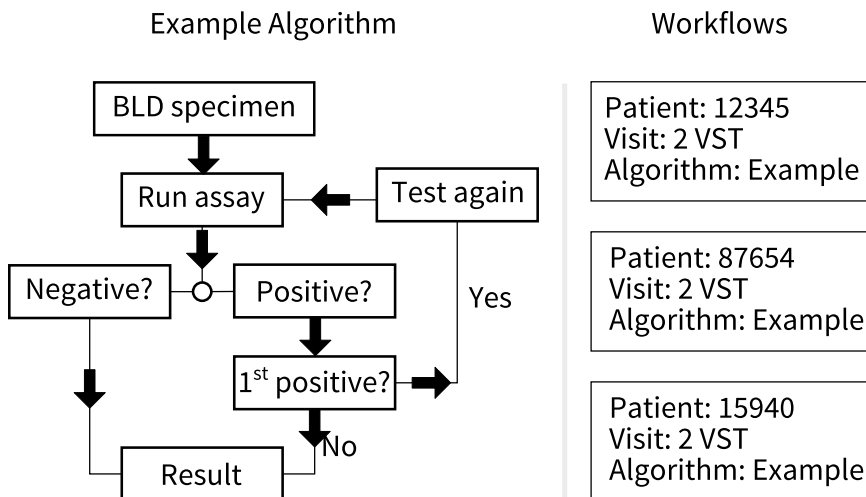 Example Algorithm
BLD specimen
Run assay
Test again
Negative?
Positive?
Yes
1st positive?
No
Result
Workflows
Patient: 12345
Visit: 2 VST
Algorithm: Example
Patient: 87654
Visit: 2 VST
Algorithm: Example
Patient: 15940
Visit: 2 VST
Algorithm: Example